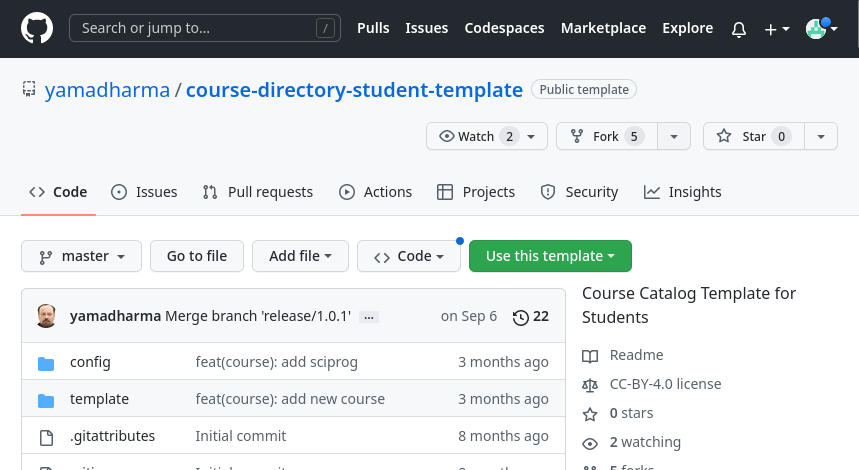 Search or jump to… / Pulls Issues Codespaces Marketplace Explore
yamadharma / course-directory-student-template Public template
Watch 2 Fork 5 Star 0
Code Issues Pull requests Actions Projects Security Insights
master Go to file Add file Code Use this template
Course Catalog Template for
Students
yamadharma Merge branch 'release/1.0.1' ... on Sep 6 22
Readme
config feat(course): add sciprog 3 months ago
CC-BY-4.0 license
template feat(course): add new course 3 months ago
0 stars
.gitattributes Initial commit 8 months ago
2 watching
5 forks